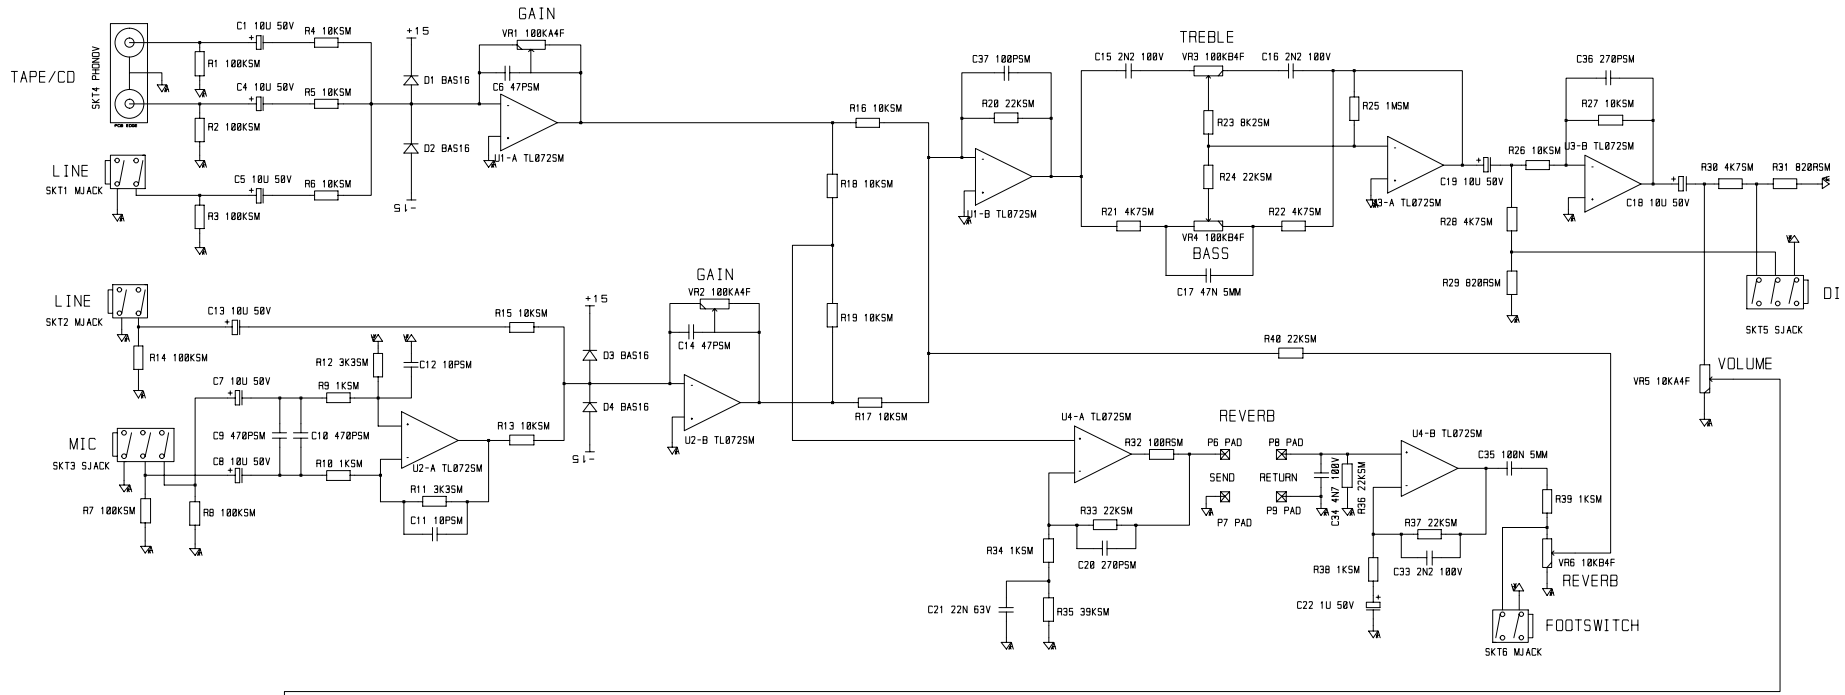 TAPE/CD
SKT4 PHONOV
PCB EDGE
C1 10U 50V
R4 10KSM
R1 100KSM
C4 10U 50V
R5 10KSM
R2 100KSM
LINE
SKT1 MJACK
C5 10U 50V
R6 10KSM
R3 100KSM
+15
D1 BAS16
D2 BAS16
-15
GAIN
VR1 100KA4F
C6 47PSM
U1-A TL072SM
R16 10KSM
R18 10KSM
R19 10KSM
R17 10KSM
C37 100PSM
R20 22KSM
U1-B TL072SM
TREBLE
C15 2N2 100V
VR3 100KB4F
C16 2N2 100V
R23 8K2SM
R24 22KSM
R25 1MSM
R21 4K7SM
VR4 100KB4F
R22 4K7SM
BASS
C17 47N 5MM
U3-A TL072SM
C19 10U 50V
C36 270PSM
R27 10KSM
R26 10KSM
U3-B TL072SM
R28 4K7SM
R29 820RSM
C18 10U 50V
R30 4K7SM
R31 820RSM
DI
SKT5 SJACK
VOLUME
VR5 10KA4F
LINE
SKT2 MJACK
C13 10U 50V
R15 10KSM
R14 100KSM
R12 3K3SM
C12 10PSM
C7 10U 50V
R9 1KSM
C9 470PSM
C10 470PSM
MIC
SKT3 SJACK
C8 10U 50V
R10 1KSM
R7 100KSM
R8 100KSM
U2-A TL072SM
R11 3K3SM
C11 10PSM
R13 10KSM
+15
D3 BAS16
D4 BAS16
-15
GAIN
VR2 100KA4F
C14 47PSM
U2-B TL072SM
R40 22KSM
U4-A TL072SM
R32 100RSM
REVERB
P6 PAD
P8 PAD
SEND
RETURN
P7 PAD
P9 PAD
R33 22KSM
C20 270PSM
R34 1KSM
C21 22N 63V
R35 39KSM
C34 4N7 100V
R36 22KSM
U4-B TL072SM
C35 100N 5MM
R39 1KSM
R37 22KSM
C33 2N2 100V
R38 1KSM
C22 1U 50V
VR6 10KB4F
REVERB
FOOTSWITCH
SKT6 MJACK